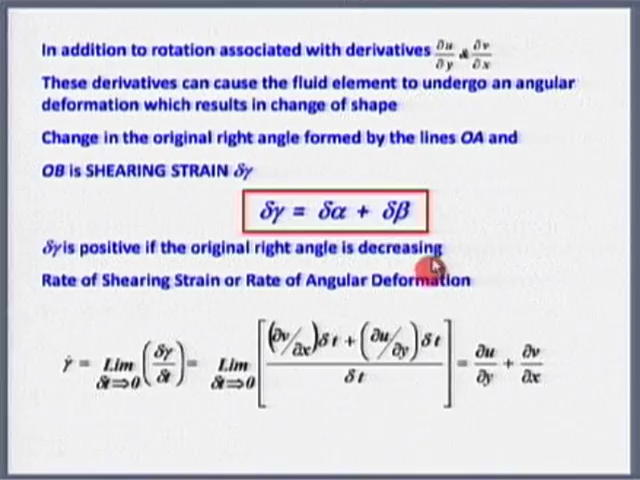 In addition to rotation associated with derivatives ∂u/∂y & ∂v/∂x
These derivatives can cause the fluid element to undergo an angular
deformation which results in change of shape
Change in the original right angle formed by the lines OA and
OB is SHEARING STRAIN δγ
δγ = δα + δβ
δγ is positive if the original right angle is decreasing
Rate of Shearing Strain or Rate of Angular Deformation
γ̇ = Lim δt⇒0 (δγ/δt) = Lim δt⇒0 [((∂v/∂x)δt + (∂u/∂y)δt)/δt] = ∂u/∂y + ∂v/∂x